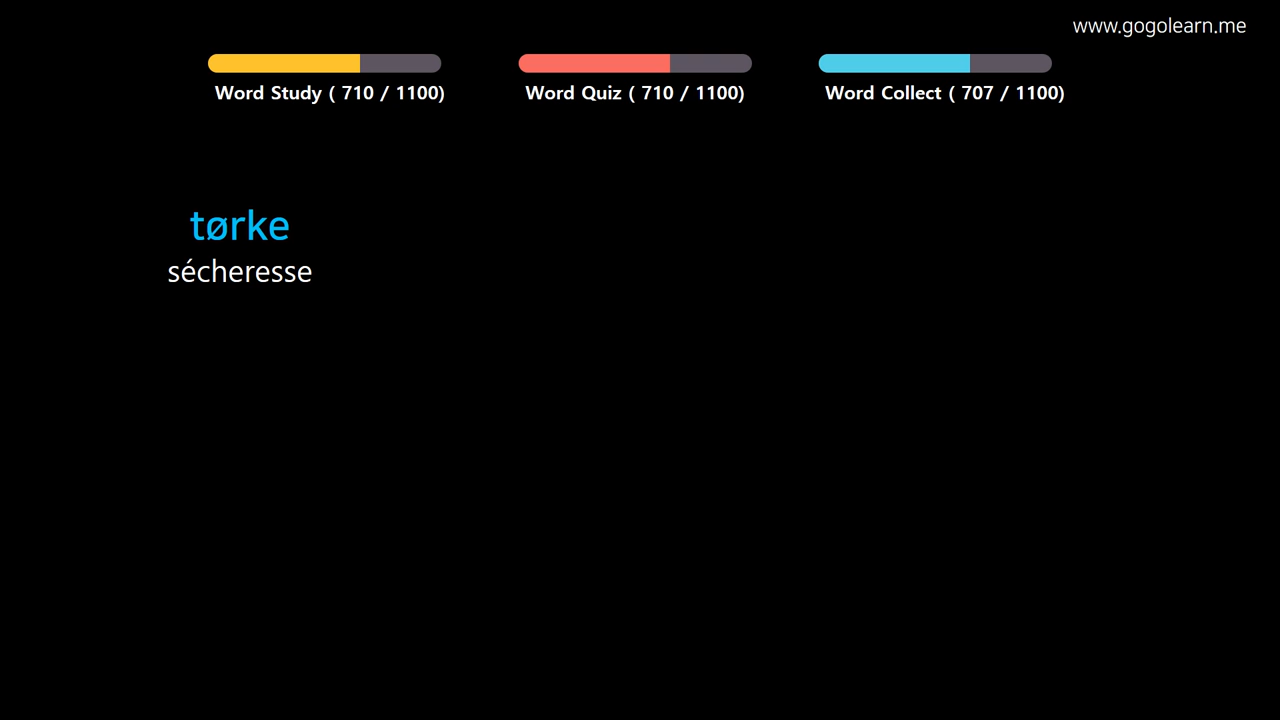 www.gogolearn.me
Word Study ( 710 / 1100)
Word Quiz ( 710 / 1100)
Word Collect ( 707 / 1100)
tørke
sécheresse